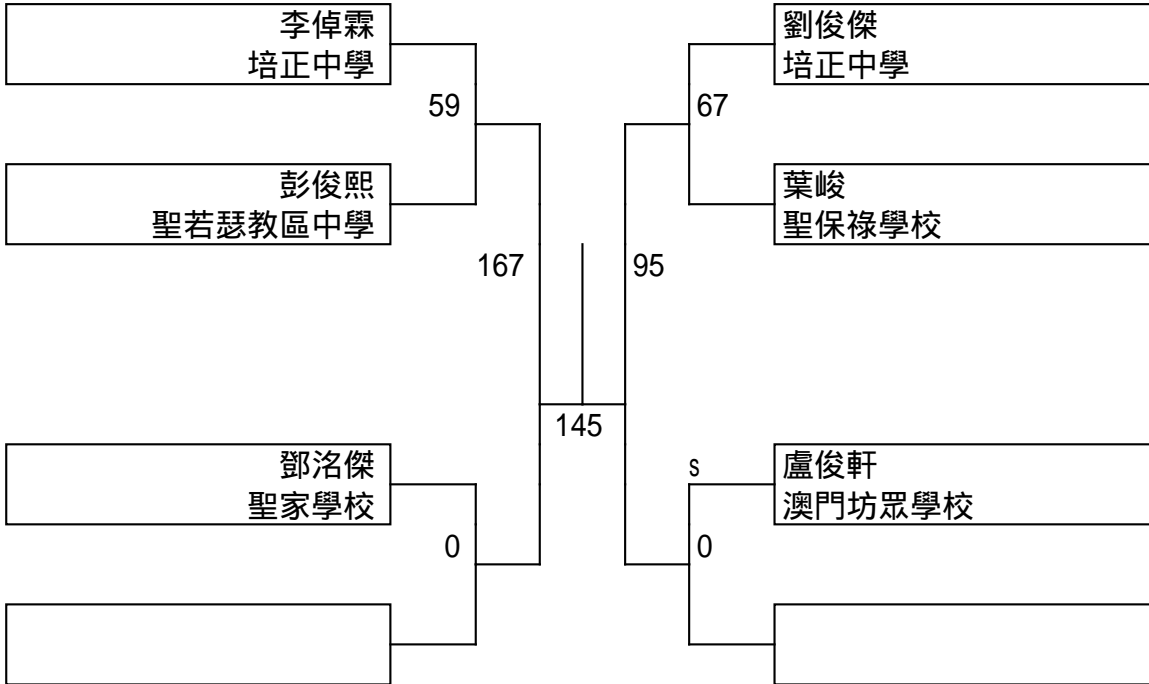 李倬霖
培正中學
59
彭俊熙
聖若瑟教區中學
167
鄧洺傑
聖家學校
0
145
劉俊傑
培正中學
67
葉峻
聖保祿學校
95
s
盧俊軒
澳門坊眾學校
0